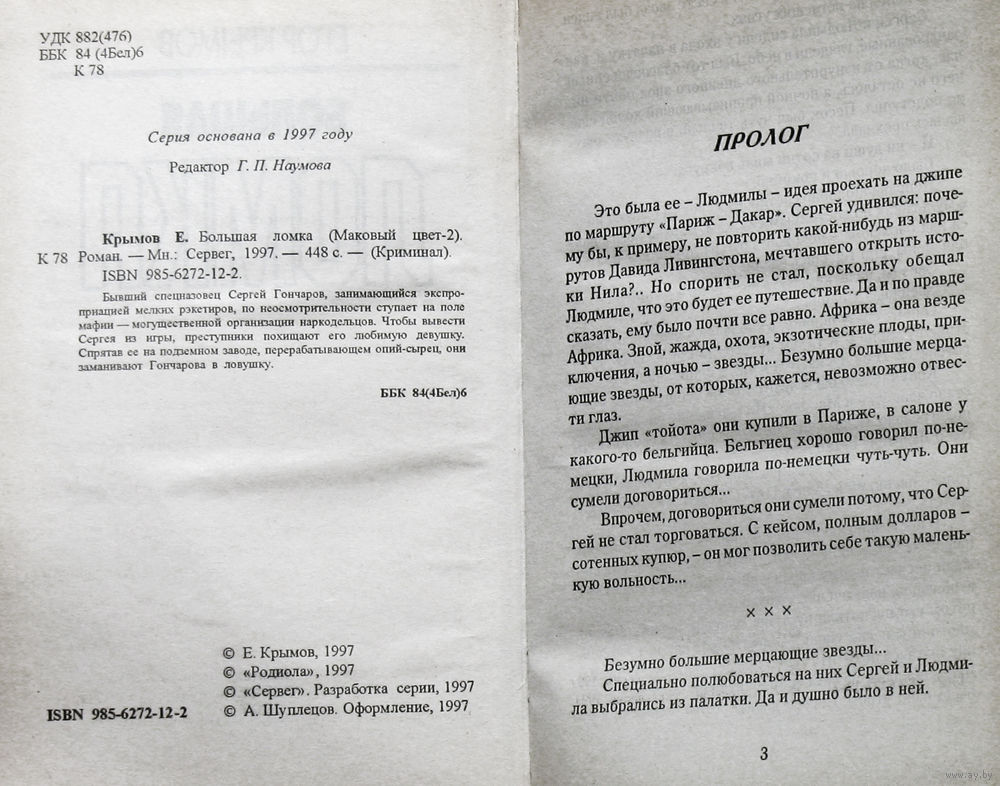 УДК 882(476)
ББК 84 (4Бел)6
К 78
Серия основана в 1997 году
Редактор Г. П. Наумова
Крымов Е. Большая ломка (Маковый цвет-2).
К 78 Роман. — Мн.: Сервег, 1997. — 448 с. — (Криминал).
ISBN 985-6272-12-2.
Бывший спецназовец Сергей Гончаров, занимающийся экспро-
приацией мелких рэкетиров, по неосмотрительности ступает на поле
мафии — могущественной организации наркодельцов. Чтобы вывести
Сергея из игры, преступники похищают его любимую девушку.
Спрятав ее на подземном заводе, перерабатывающем опий-сырец, они
заманивают Гончарова в ловушку.
ББК 84(4Бел)6
© Е. Крымов, 1997
© «Родиола», 1997
© «Сервег». Разработка серии, 1997
ISBN 985-6272-12-2 © А. Шуплецов. Оформление, 1997
ПРОЛОГ
Это была ее – Людмилы – идея проехать на джипе
по маршруту «Париж – Дакар». Сергей удивился: поче-
му бы, к примеру, не повторить какой-нибудь из марш-
рутов Давида Ливингстона, мечтавшего открыть исто-
ки Нила?.. Но спорить не стал, поскольку обещал
Людмиле, что это будет ее путешествие. Да и по правде
сказать, ему было почти все равно. Африка – она везде
Африка. Зной, жажда, охота, экзотические плоды, при-
ключения, а ночью – звезды... Безумно большие мерца-
ющие звезды, от которых, кажется, невозможно отвес-
ти глаз.
Джип «тойота» они купили в Париже, в салоне у
какого-то бельгийца. Бельгиец хорошо говорил по-не-
мецки, Людмила говорила по-немецки чуть-чуть. Они
сумели договориться...
Впрочем, договориться они сумели потому, что Сер-
гей не стал торговаться. С кейсом, полным долларов –
сотенных купюр, – он мог позволить себе такую малень-
кую вольность...
× × ×
Безумно большие мерцающие звезды...
Специально полюбоваться на них Сергей и Людми-
ла выбрались из палатки. Да и душно было в ней.
3
www.ay.by